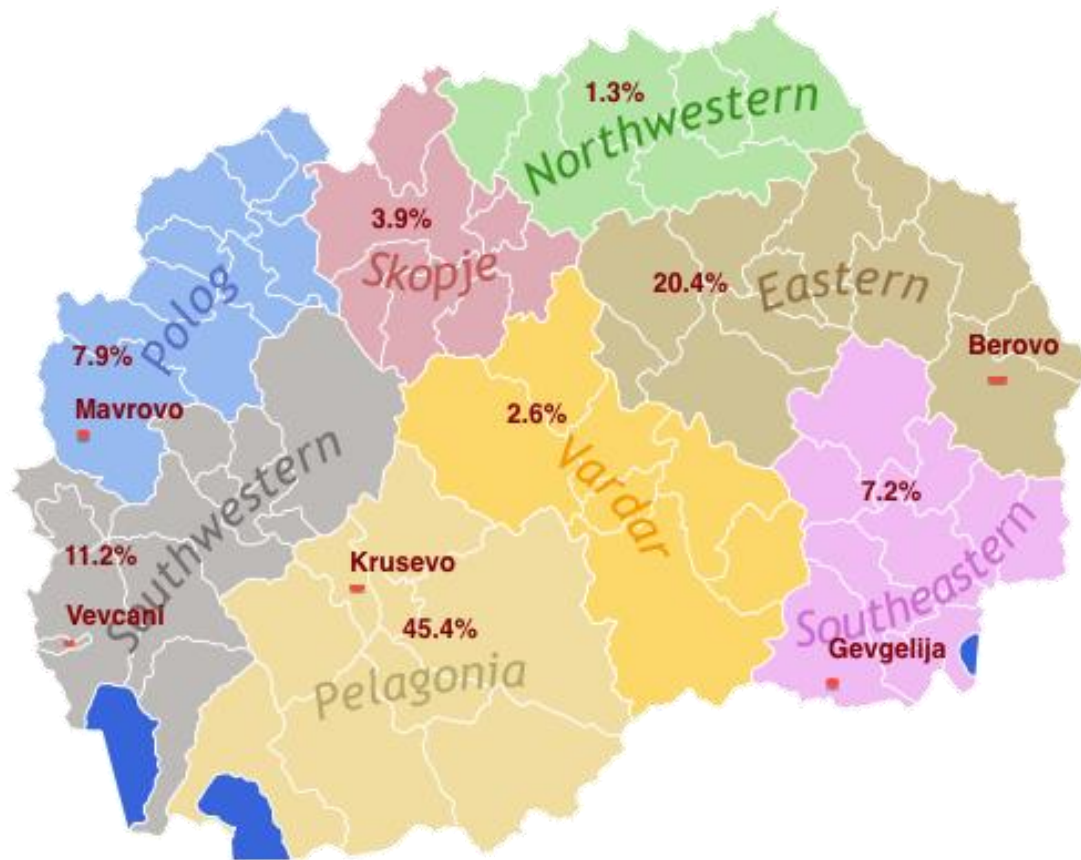 1.3%
Northwestern
3.9%
Skopje
20.4%
Eastern
Polog
7.9%
Mavrovo
Berovo
2.6%
Vardar
Southwestern
7.2%
Southeastern
11.2%
Vevcani
Krusevo
45.4%
Pelagonia
Gevgelija